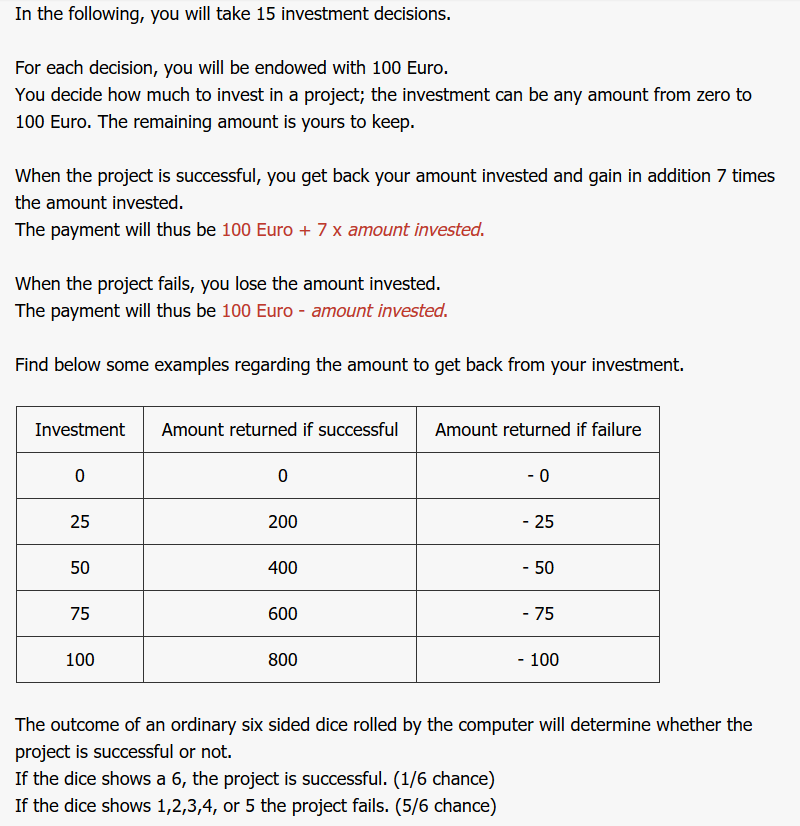 In the following, you will take 15 investment decisions.
For each decision, you will be endowed with 100 Euro.
You decide how much to invest in a project; the investment can be any amount from zero to
100 Euro. The remaining amount is yours to keep.
When the project is successful, you get back your amount invested and gain in addition 7 times
the amount invested.
The payment will thus be 100 Euro + 7 x amount invested.
When the project fails, you lose the amount invested.
The payment will thus be 100 Euro - amount invested.
Find below some examples regarding the amount to get back from your investment.
Investment Amount returned if successful Amount returned if failure
0 0 - 0
25 200 - 25
50 400 - 50
75 600 - 75
100 800 - 100
The outcome of an ordinary six sided dice rolled by the computer will determine whether the
project is successful or not.
If the dice shows a 6, the project is successful. (1/6 chance)
If the dice shows 1,2,3,4, or 5 the project fails. (5/6 chance)